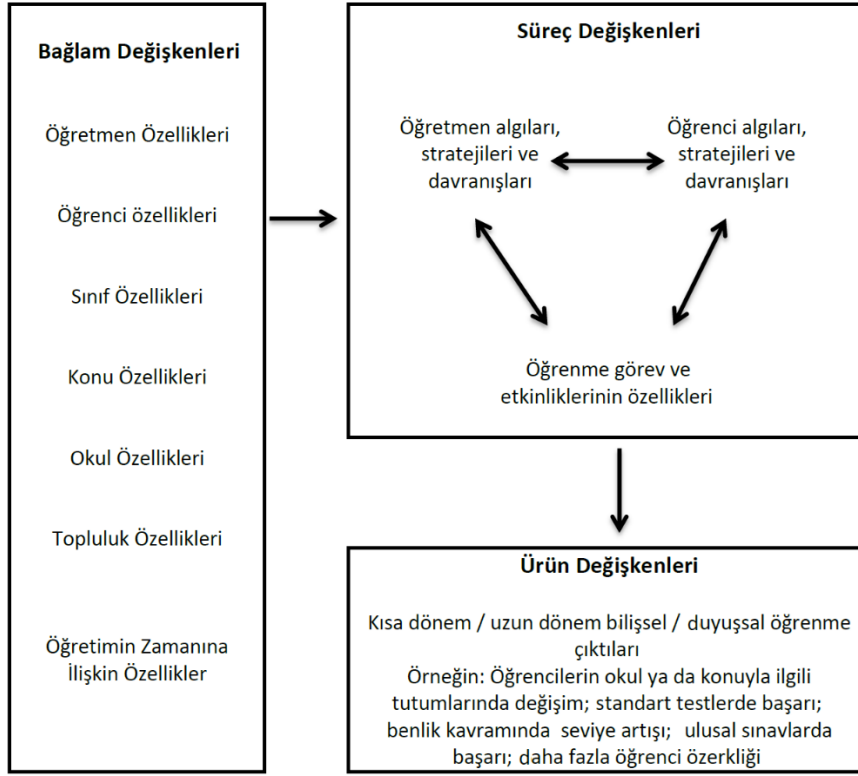 Bağlam Değişkenleri
Öğretmen Özellikleri
Öğrenci özellikleri
Sınıf Özellikleri
Konu Özellikleri
Okul Özellikleri
Topluluk Özellikleri
Öğretimin Zamanına
İlişkin Özellikler
Süreç Değişkenleri
Öğretmen algıları,
stratejileri ve
davranışları
Öğrenci algıları,
stratejileri ve
davranışları
Öğrenme görev ve
etkinliklerinin özellikleri
Ürün Değişkenleri
Kısa dönem / uzun dönem bilişsel / duyuşsal öğrenme
çıktıları
Örneğin: Öğrencilerin okul ya da konuyla ilgili
tutumlarında değişim; standart testlerde başarı;
benlik kavramında seviye artışı; ulusal sınavlarda
başarı; daha fazla öğrenci özerkliği